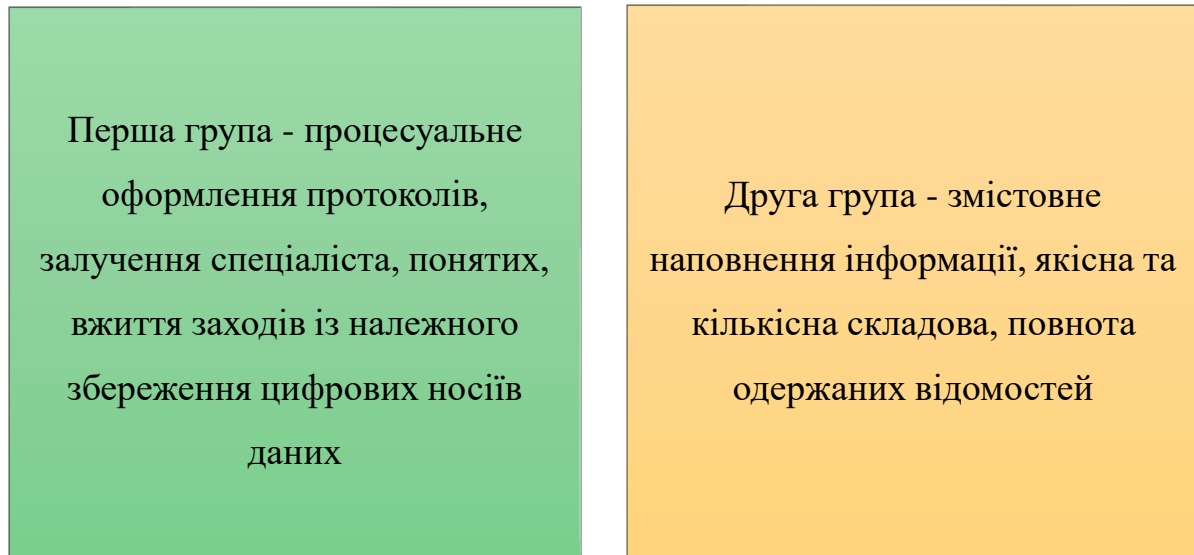 Перша група - процесуальне
оформлення протоколів,
залучення спеціаліста, понятих,
вжиття заходів із належного
збереження цифрових носіїв
даних
Друга група - змістовне
наповнення інформації, якісна та
кількісна складова, повнота
одержаних відомостей